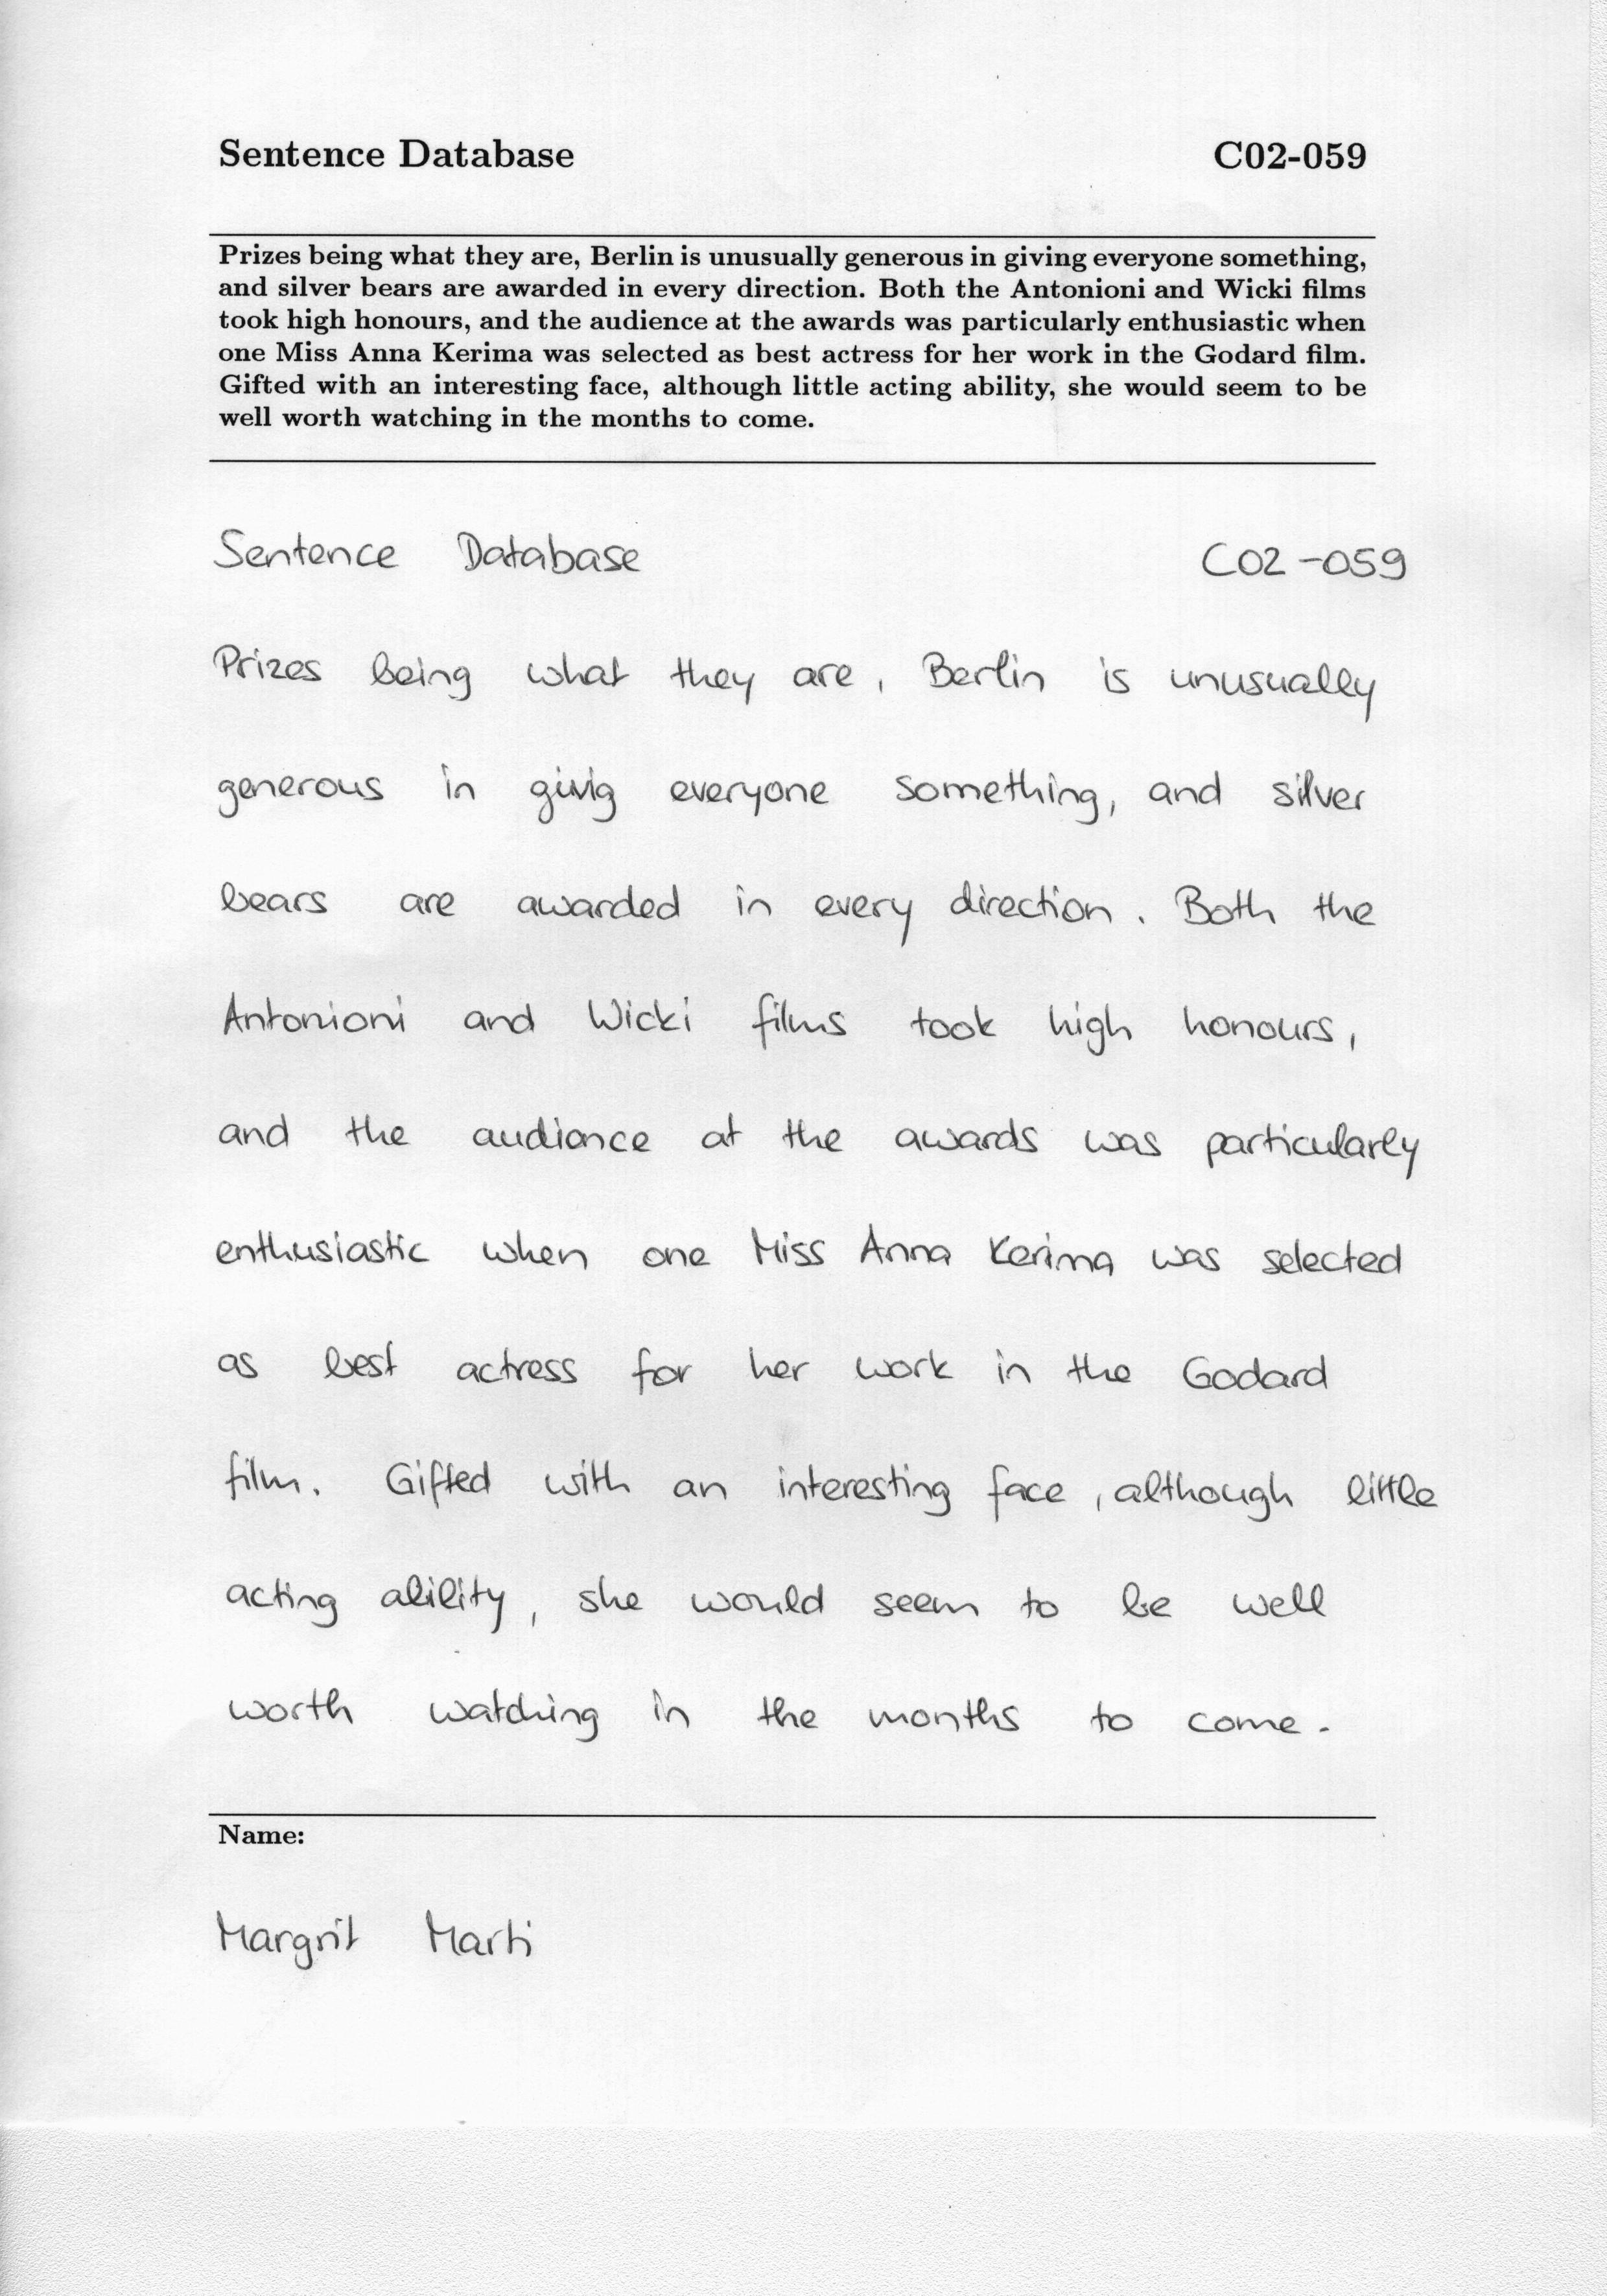 Sentence Database C02-059
Prizes being what they are, Berlin is unusually generous in giving everyone something,
and silver bears are awarded in every direction. Both the Antonioni and Wicki films
took high honours, and the audience at the awards was particularly enthusiastic when
one Miss Anna Kerima was selected as best actress for her work in the Godard film.
Gifted with an interesting face, although little acting ability, she would seem to be
well worth watching in the months to come.
Sentence Database C02-059
Prizes being what they are, Berlin is unusually
generous in givig everyone something, and silver
bears are awarded in every direction. Both the
Antonioni and Wicki films took high honours,
and the audience at the awards was particularly
enthusiastic when one Miss Anna Kerima was selected
as best actress for her work in the Godard
film. Gifted with an interesting face, although little
acting ability, she would seem to be well
worth watching in the months to come.
Name:
Margrit Marti